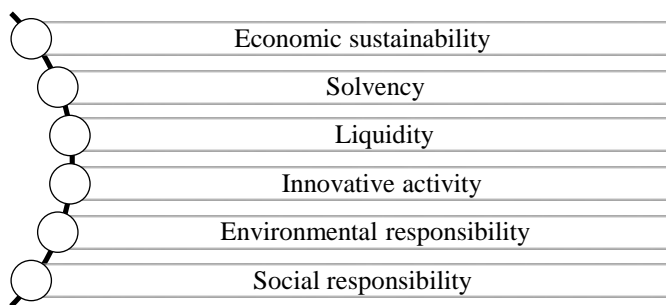 Economic sustainability
Solvency
Liquidity
Innovative activity
Environmental responsibility
Social responsibility